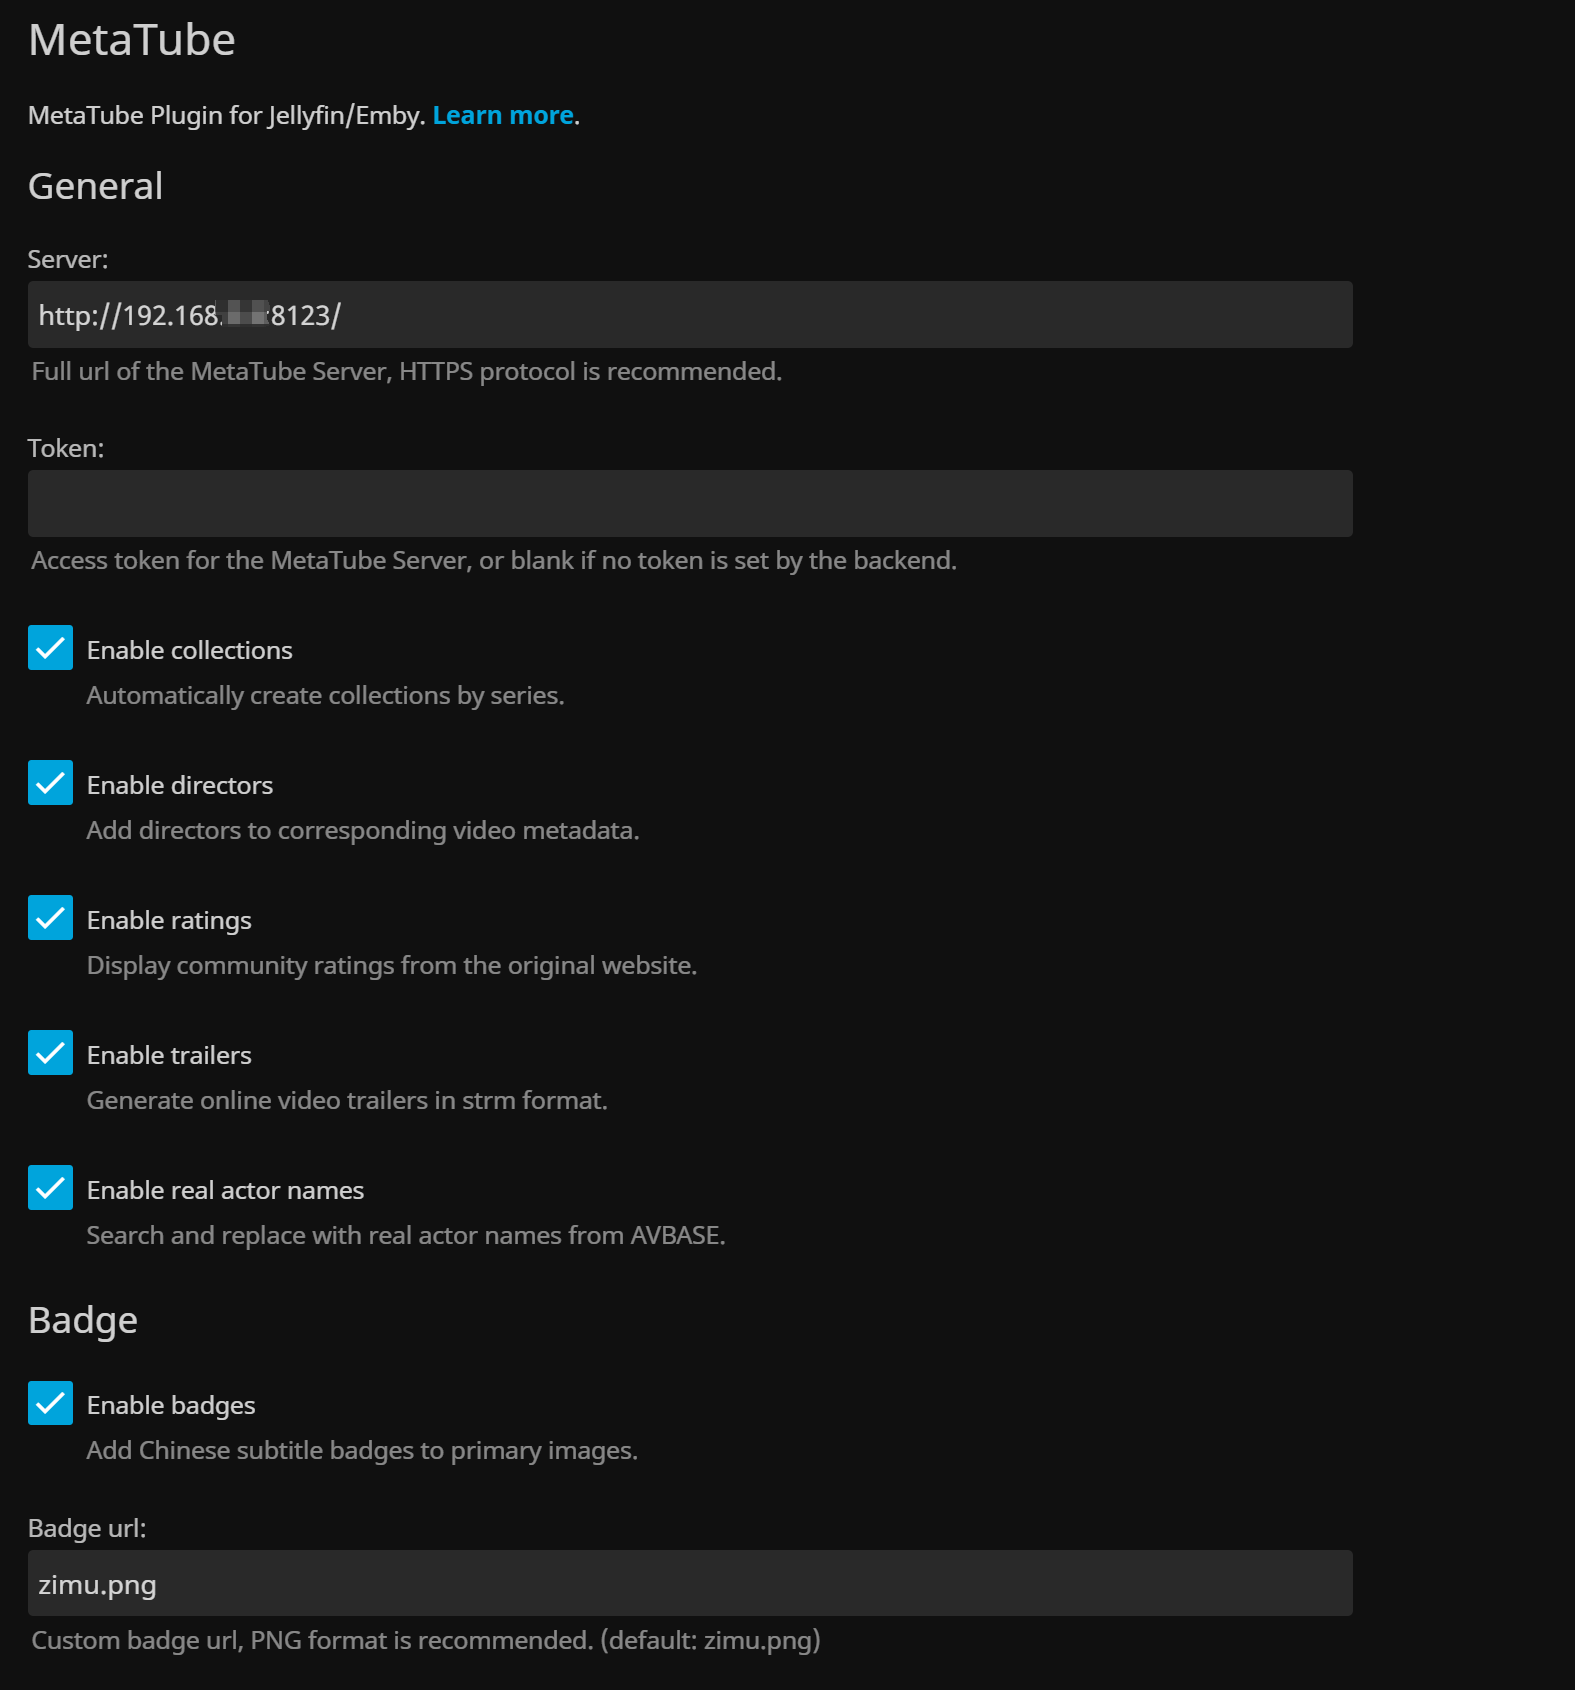 MetaTube
MetaTube Plugin for Jellyfin/Emby. Learn more.
General
Server:
http://192.168. :8123/
Full url of the MetaTube Server, HTTPS protocol is recommended.
Token:
Access token for the MetaTube Server, or blank if no token is set by the backend.
Enable collections
Automatically create collections by series.
Enable directors
Add directors to corresponding video metadata.
Enable ratings
Display community ratings from the original website.
Enable trailers
Generate online video trailers in strm format.
Enable real actor names
Search and replace with real actor names from AVBASE.
Badge
Enable badges
Add Chinese subtitle badges to primary images.
Badge url:
zimu.png
Custom badge url, PNG format is recommended. (default: zimu.png)